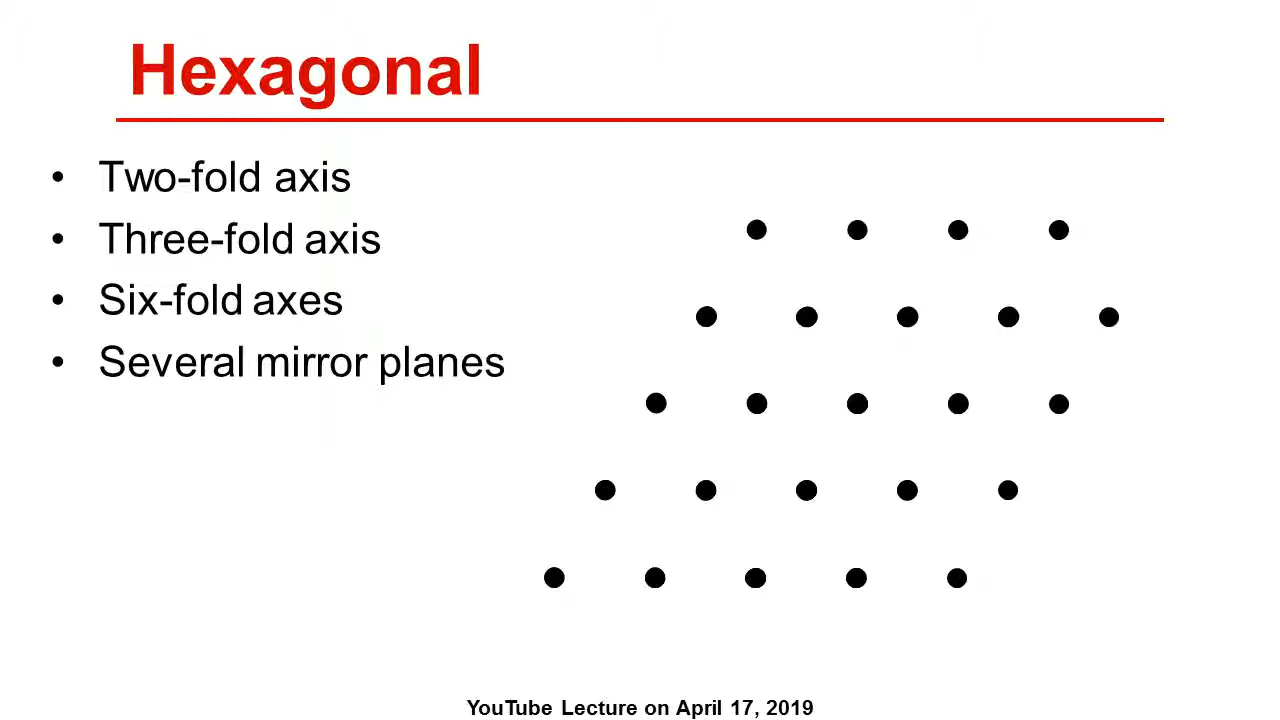 Hexagonal
• Two-fold axis
• Three-fold axis
• Six-fold axes
• Several mirror planes
YouTube Lecture on April 17, 2019